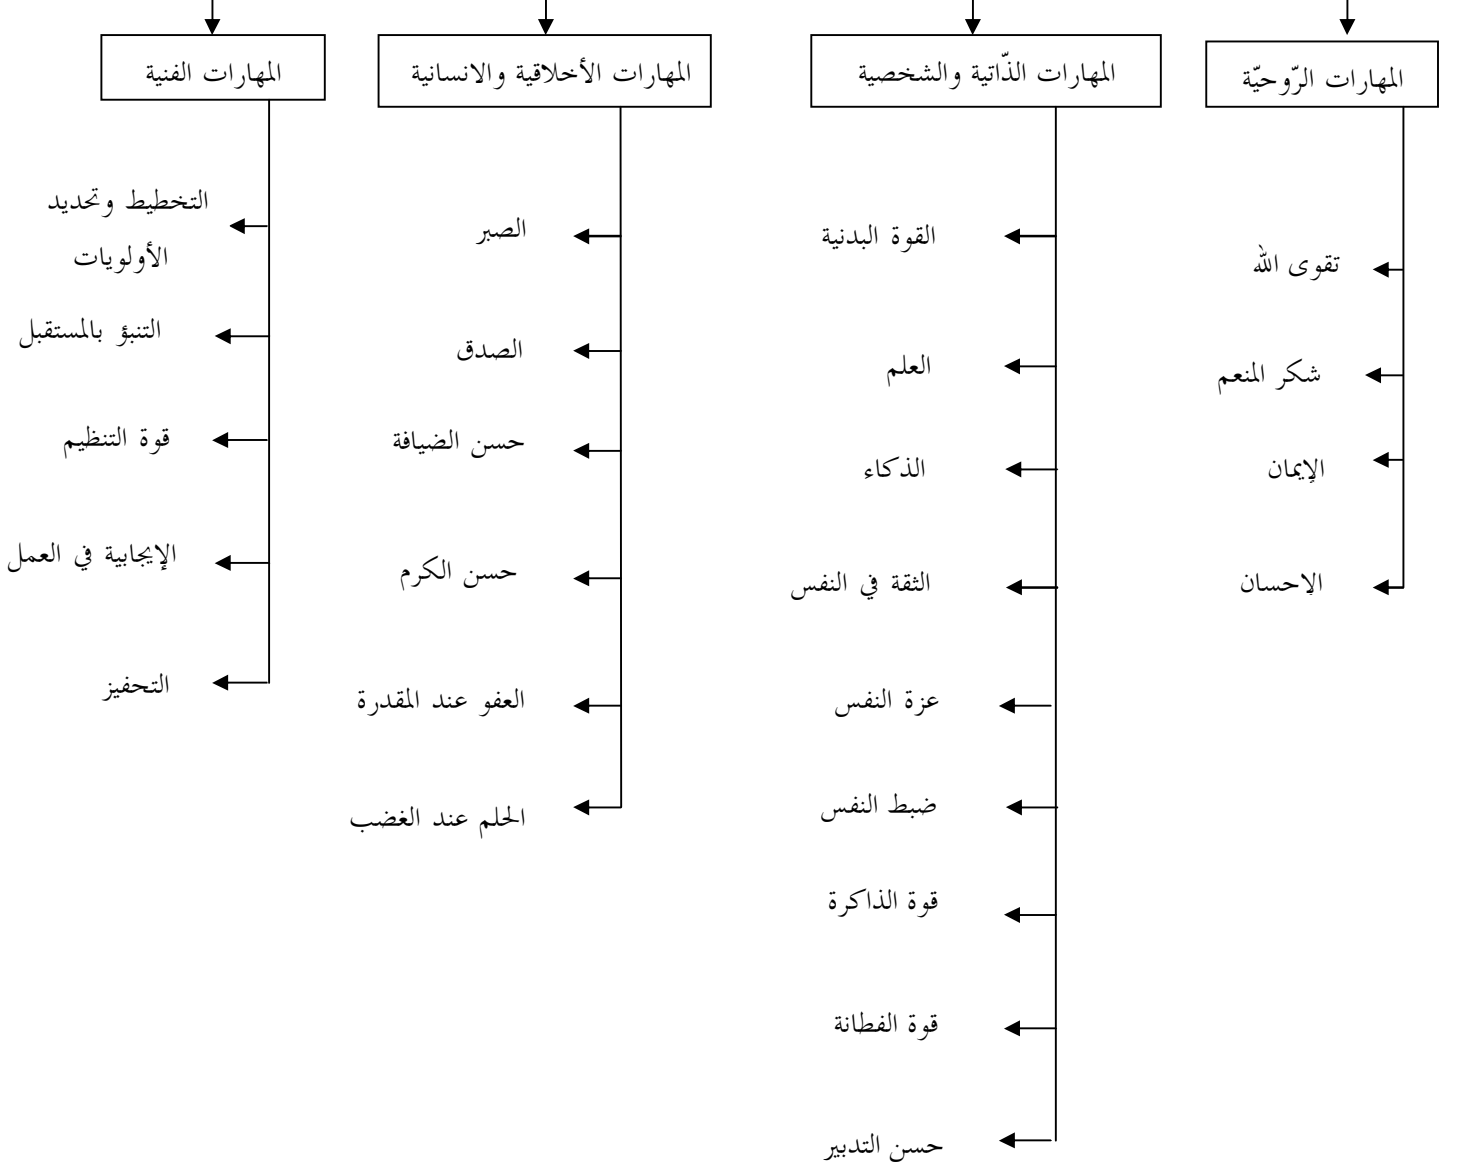 المهارات الرّوحيّة
تقوى الله
شكر المنعم
الإيمان
الاحسان
المهارات الذّاتية والشخصية
القوة البدنية
العلم
الذكاء
الثقة في النفس
عزة النفس
ضبط النفس
قوة الذاكرة
قوة الفطانة
حسن التدبير
المهارات الأخلاقية والانسانية
الصبر
الصدق
حسن الضيافة
حسن الكرم
العفو عند المقدرة
الحلم عند الغضب
المهارات الفنية
التخطيط وتحديد
الأولويات
التنبؤ بالمستقبل
قوة التنظيم
الإيجابية في العمل
التحفيز